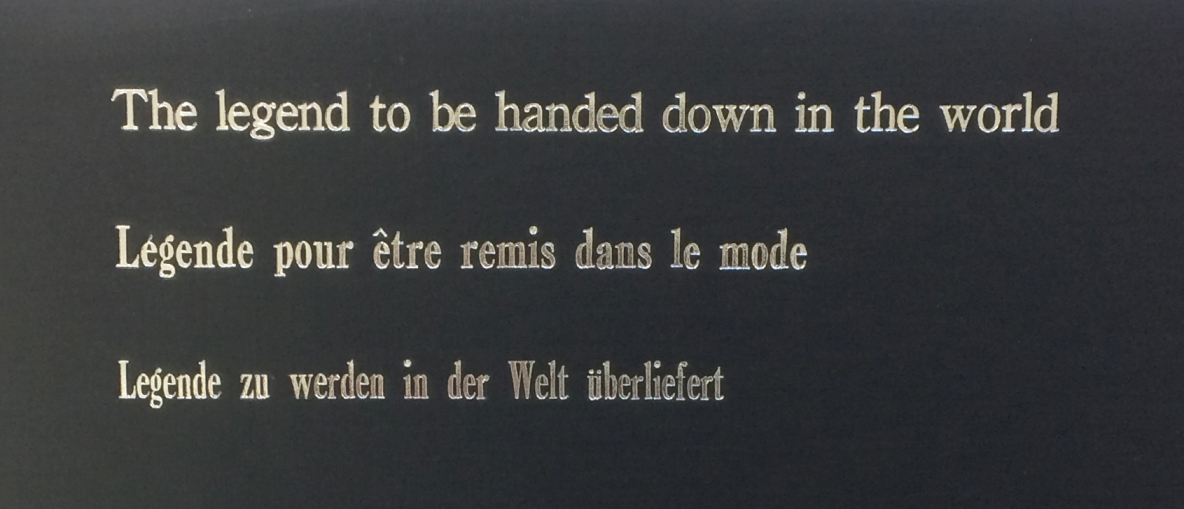 The legend to be handed down in the world
Légende pour être remis dans le mode
Legende zu werden in der Welt überliefert